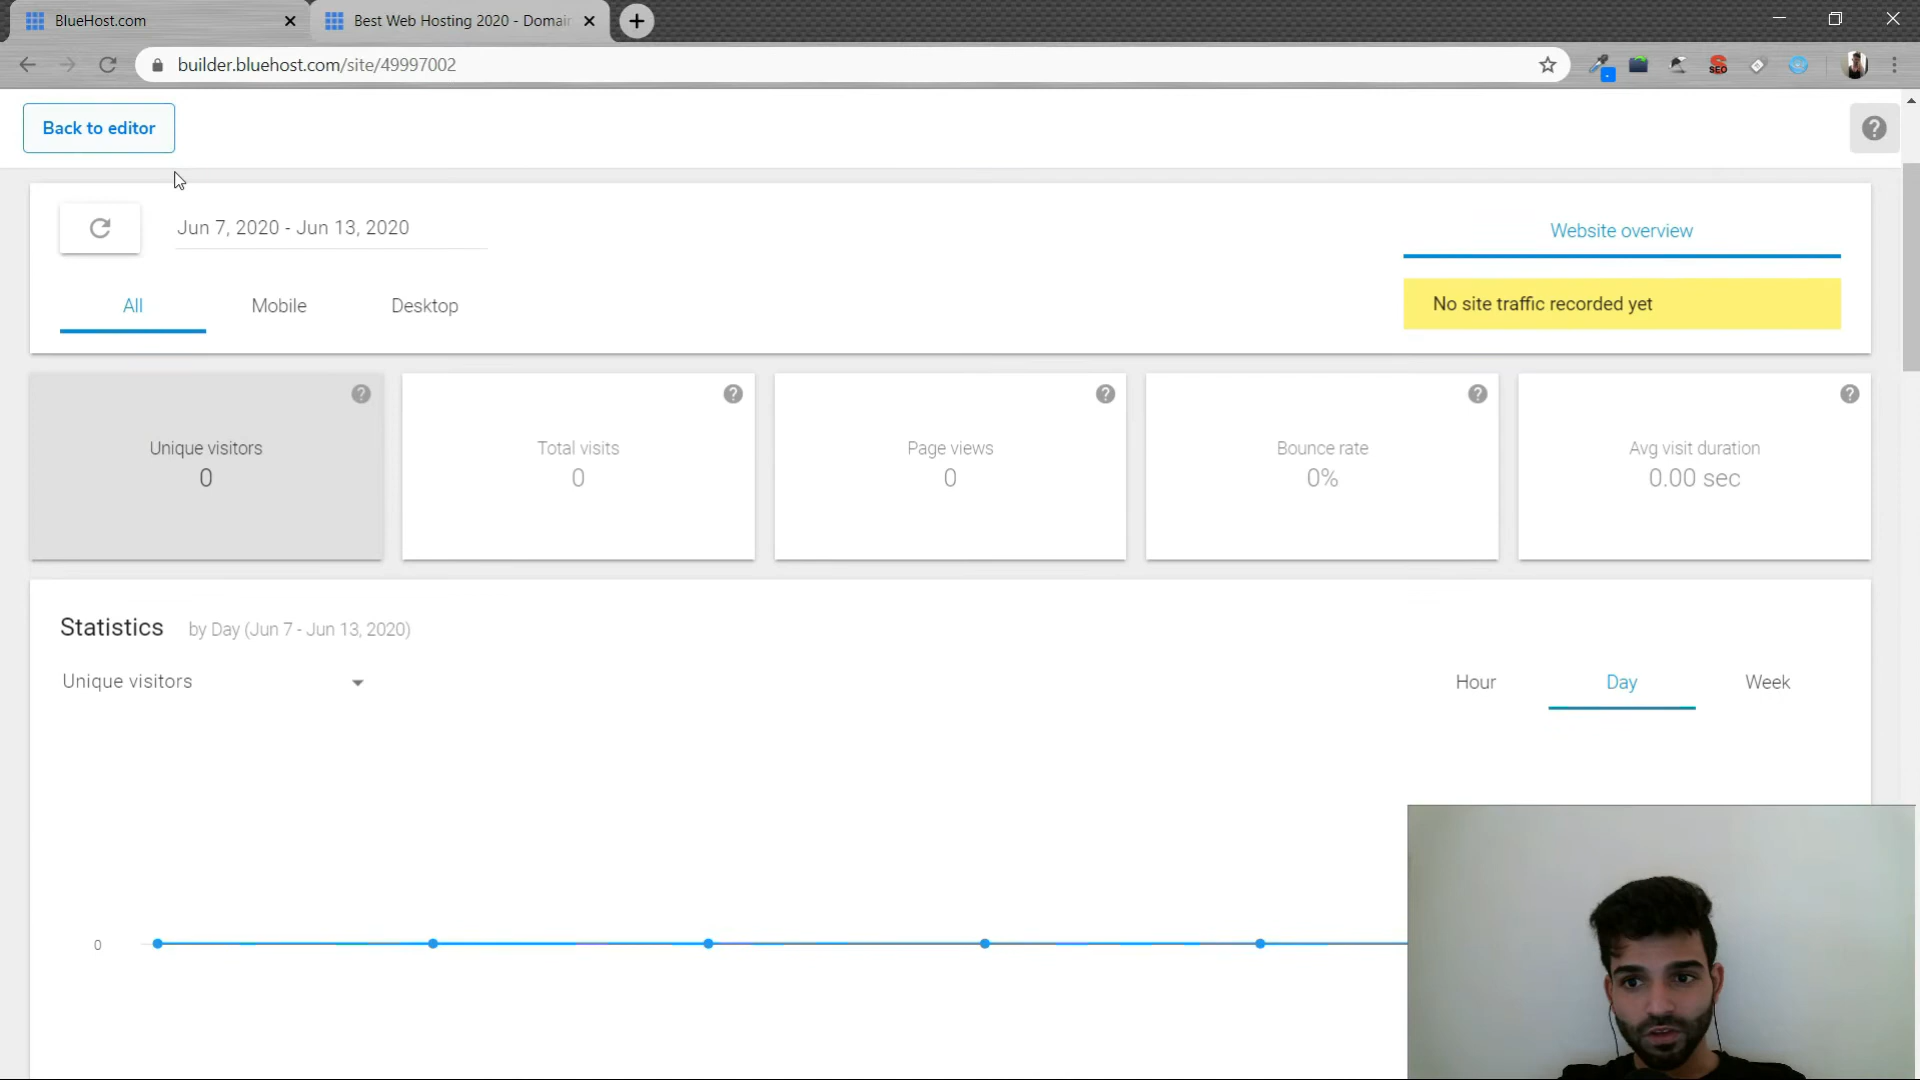 BlueHost.com
Best Web Hosting 2020 - Domain
builder.bluehost.com/site/49997002
SEO
Back to editor
Jun 7, 2020 - Jun 13, 2020
Website overview
All
Mobile
Desktop
No site traffic recorded yet
Unique visitors
0
Total visits
0
Page views
0
Bounce rate
0%
Avg visit duration
0.00 sec
Statistics
by Day (Jun 7 - Jun 13, 2020)
Unique visitors
Hour
Day
Week
0